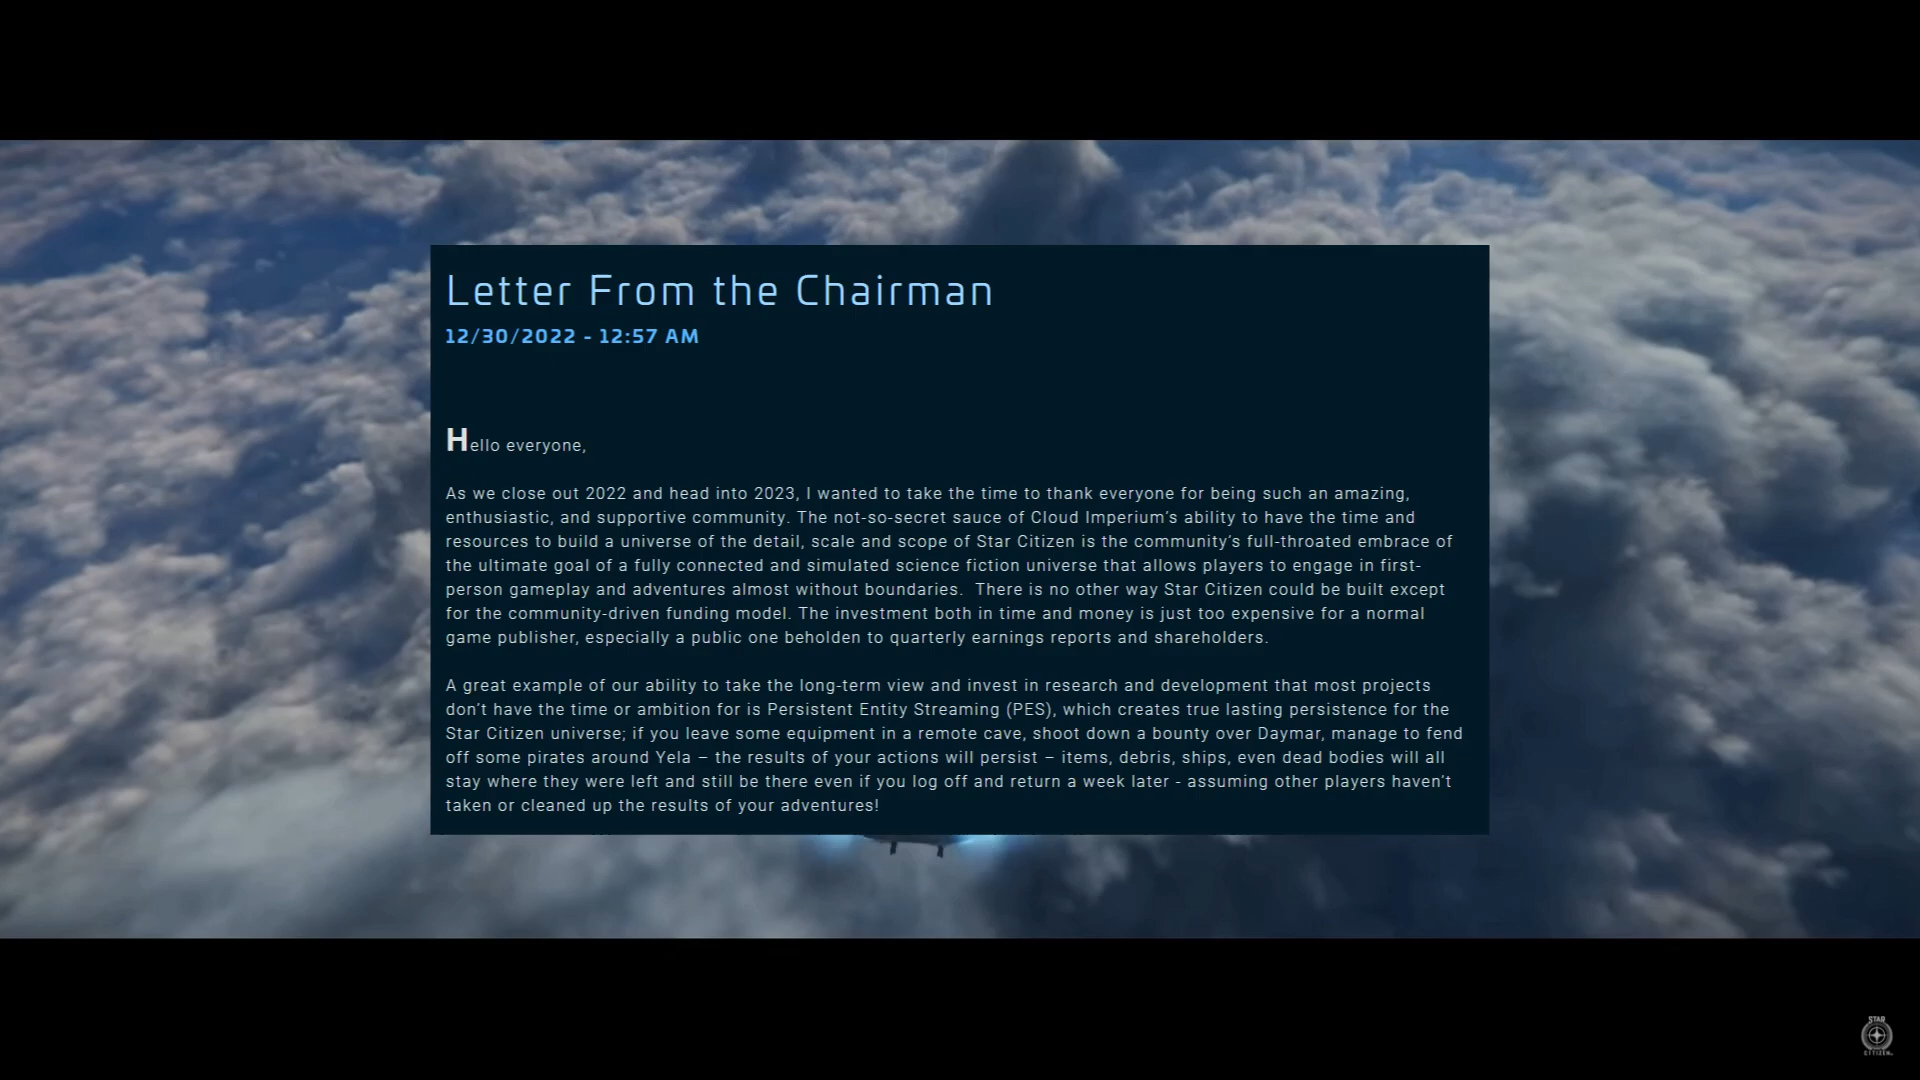 Letter From the Chairman
12/30/2022 - 12:57 AM
Hello everyone,
As we close out 2022 and head into 2023, I wanted to take the time to thank everyone for being such an amazing,
enthusiastic, and supportive community. The not-so-secret sauce of Cloud Imperium’s ability to have the time and
resources to build a universe of the detail, scale and scope of Star Citizen is the community’s full-throated embrace of
the ultimate goal of a fully connected and simulated science fiction universe that allows players to engage in first-
person gameplay and adventures almost without boundaries.  There is no other way Star Citizen could be built except
for the community-driven funding model. The investment both in time and money is just too expensive for a normal
game publisher, especially a public one beholden to quarterly earnings reports and shareholders.
A great example of our ability to take the long-term view and invest in research and development that most projects
don’t have the time or ambition for is Persistent Entity Streaming (PES), which creates true lasting persistence for the
Star Citizen universe; if you leave some equipment in a remote cave, shoot down a bounty over Daymar, manage to fend
off some pirates around Yela – the results of your actions will persist – items, debris, ships, even dead bodies will all
stay where they were left and still be there even if you log off and return a week later - assuming other players haven’t
taken or cleaned up the results of your adventures!
STAR
CITIZEN